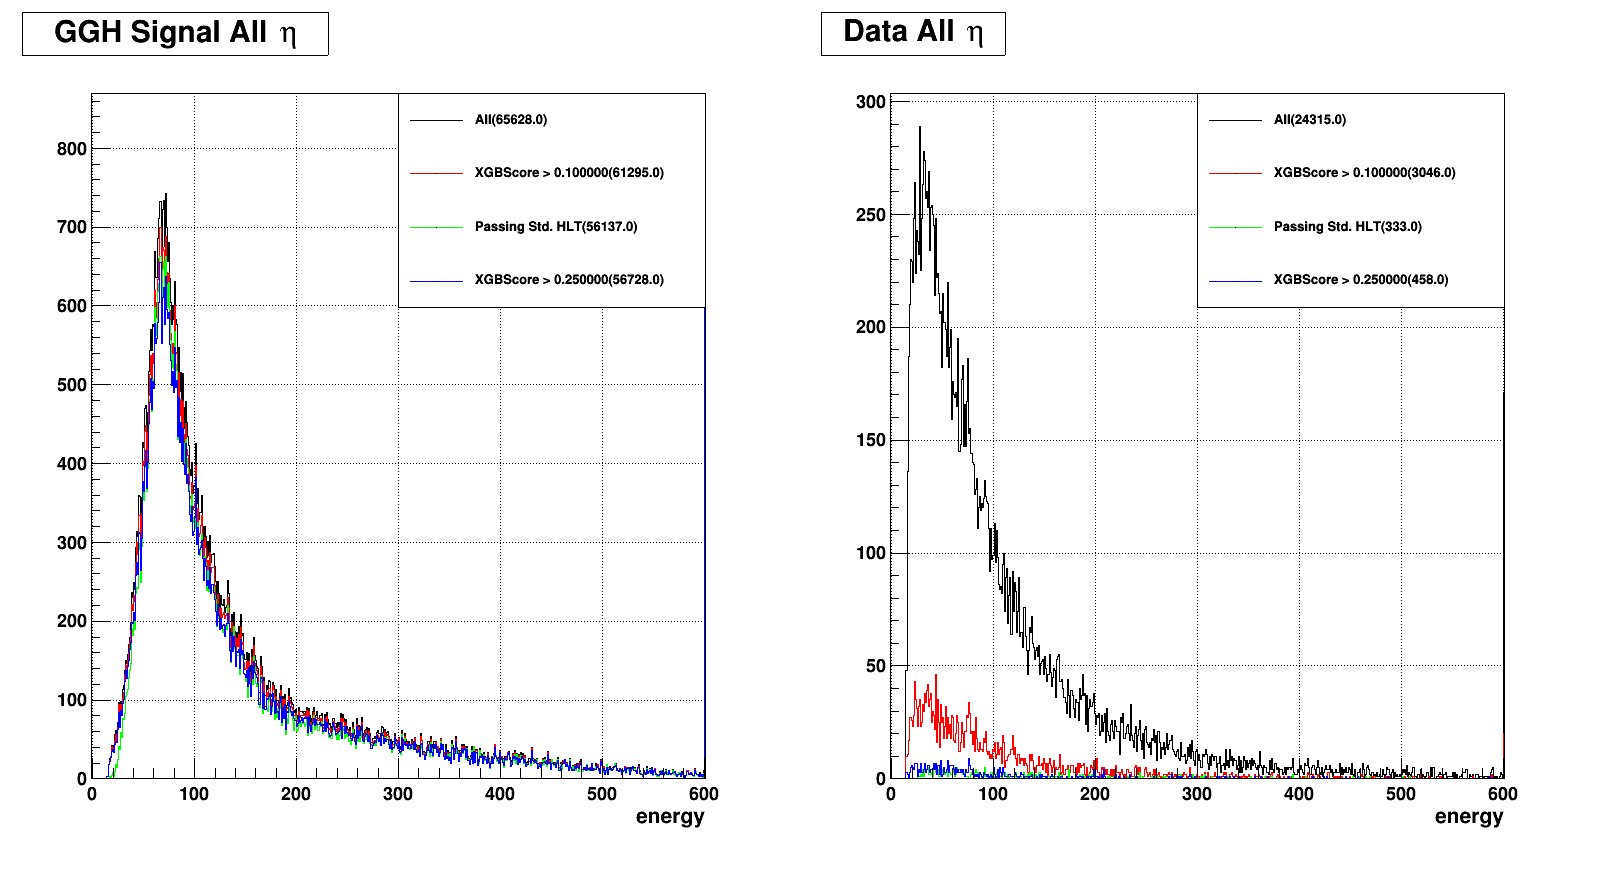 GGH Signal All η
All(65628.0)
XGBScore > 0.100000(61295.0)
Passing Std. HLT(56137.0)
XGBScore > 0.250000(56728.0)
800
700
600
500
400
300
200
100
0
0 100 200 300 400 500 600
energy
Data All η
All(24315.0)
XGBScore > 0.100000(3046.0)
Passing Std. HLT(333.0)
XGBScore > 0.250000(458.0)
300
250
200
150
100
50
0
0 100 200 300 400 500 600
energy